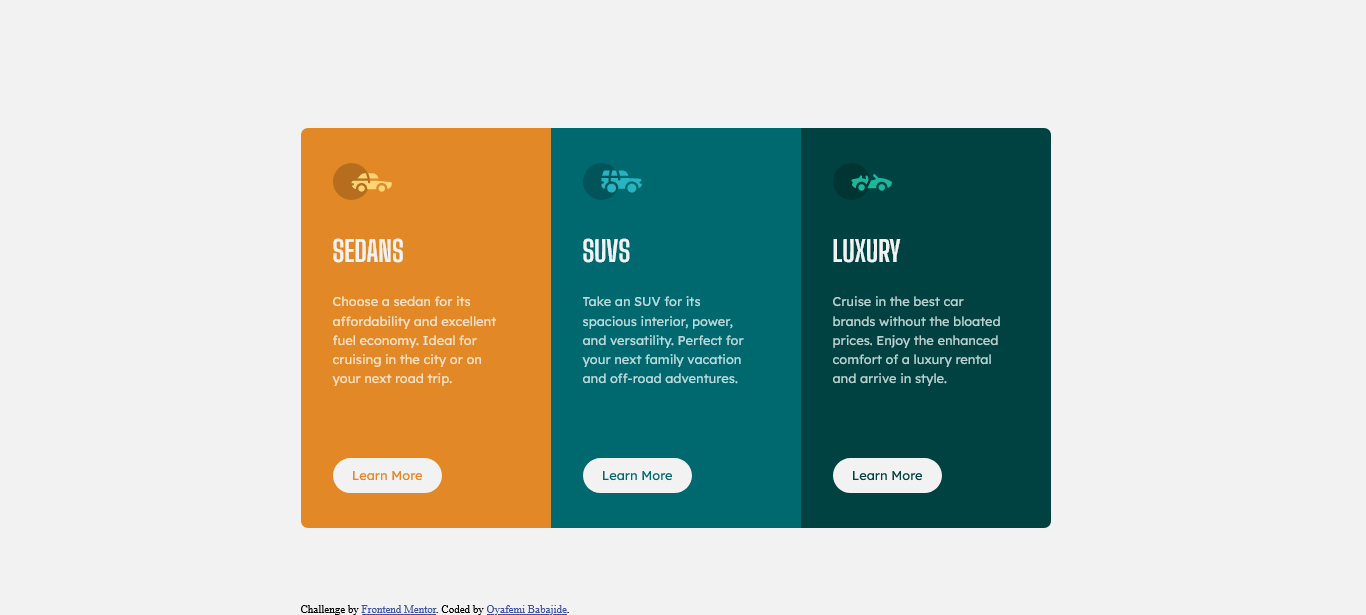 SEDANS
Choose a sedan for its
affordability and excellent
fuel economy. Ideal for
cruising in the city or on
your next road trip.
Learn More
SUVS
Take an SUV for its
spacious interior, power,
and versatility. Perfect for
your next family vacation
and off-road adventures.
Learn More
LUXURY
Cruise in the best car
brands without the bloated
prices. Enjoy the enhanced
comfort of a luxury rental
and arrive in style.
Learn More
Challenge by Frontend Mentor. Coded by Oyafemi Babajide.